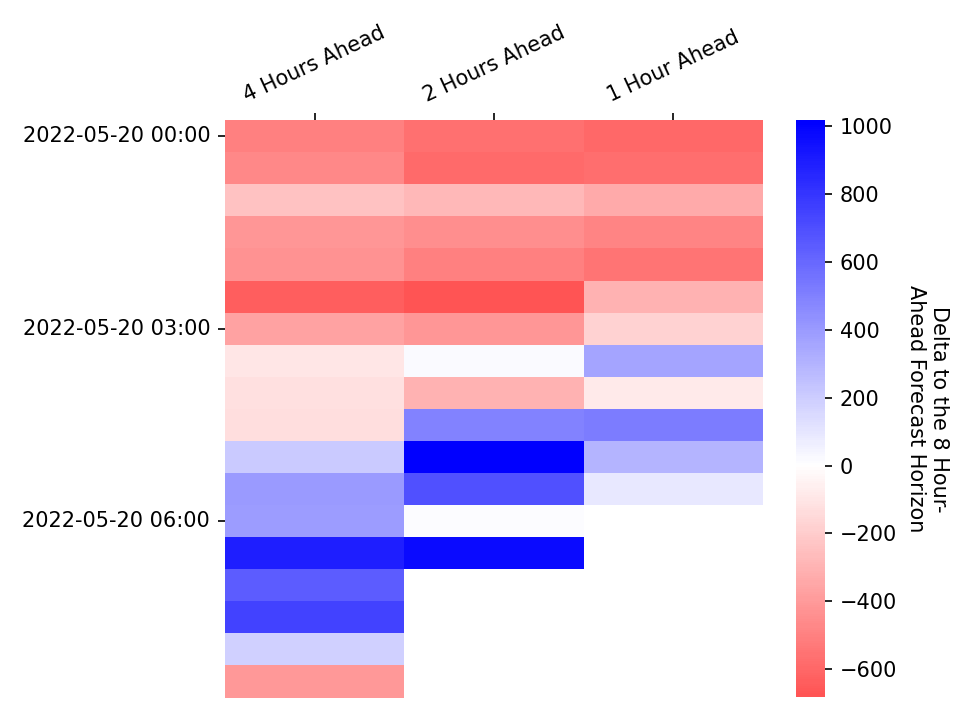 4 Hours Ahead
2 Hours Ahead
1 Hour Ahead
2022-05-20 00:00
2022-05-20 03:00
2022-05-20 06:00
1000
800
600
400
200
0
−200
−400
−600
Delta to the 8 Hour-
Ahead Forecast Horizon